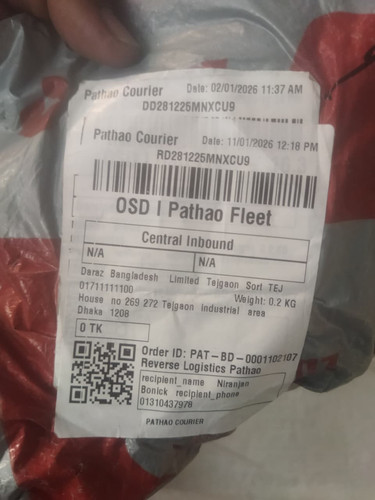 Pathao Courier Date: 02/01/2026 11:37 AM
DD281225MNXCU9
Pathao Courier Date: 11/01/2026 12:18 PM
RD281225MNXCU9
OSD I Pathao Fleet
Central Inbound
N/A N/A
Daraz Bangladesh Limited Tejgaon Sort TEJ
01711111100 Weight: 0.2 KG
House no 269 272 Tejgaon industrial area
Dhaka 1208
0 TK
Order ID: PAT-BD-0001102107
Reverse Logistics Pathao
recipient_name Niranjan
Bonick recipient_phone
01310437978
PATHAO COURIER